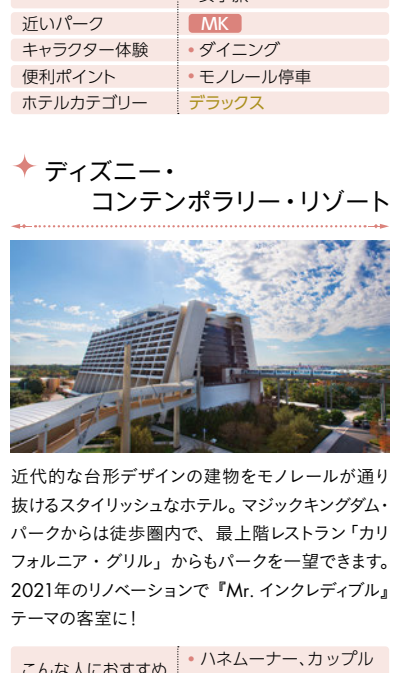 近いパーク MK
キャラクター体験 • ダイニング
便利ポイント • モノレール停車
ホテルカテゴリー デラックス
ディズニー・
コンテンポラリー・リゾート
近代的な台形デザインの建物をモノレールが通り
抜けるスタイリッシュなホテル。マジックキングダム・
パークからは徒歩圏内で、最上階レストラン「カリ
フォルニア・グリル」からもパークを一望できます。
2021年のリノベーションで『Mr. インクレディブル』
テーマの客室に！
こんな人におすすめ • ハネムーナー、カップル